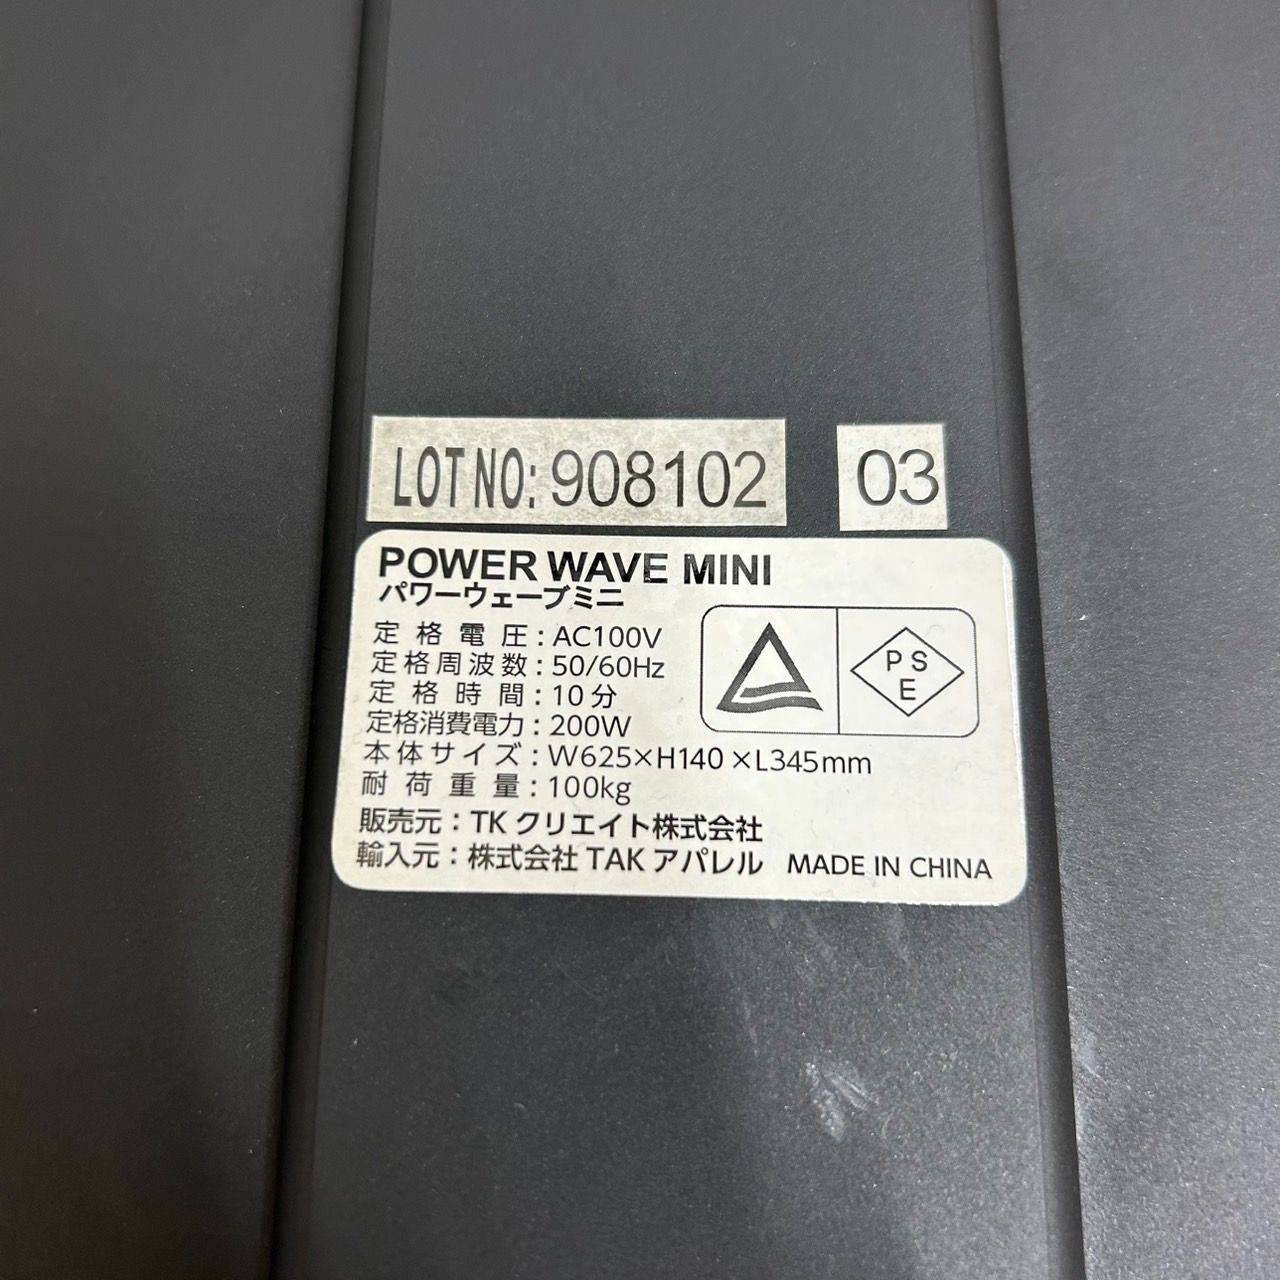 LOT NO: 908102
03
POWER WAVE MINI
パワーウェーブミニ
定格電圧:AC100V
定格周波数:50/60Hz
定格時間:10分
定格消費電力:200W
本体サイズ:W625×H140×L345mm
耐荷重量:100kg
PS
E
販売元:TKクリエイト株式会社
輸入元:株式会社TAKアパレル MADE IN CHINA